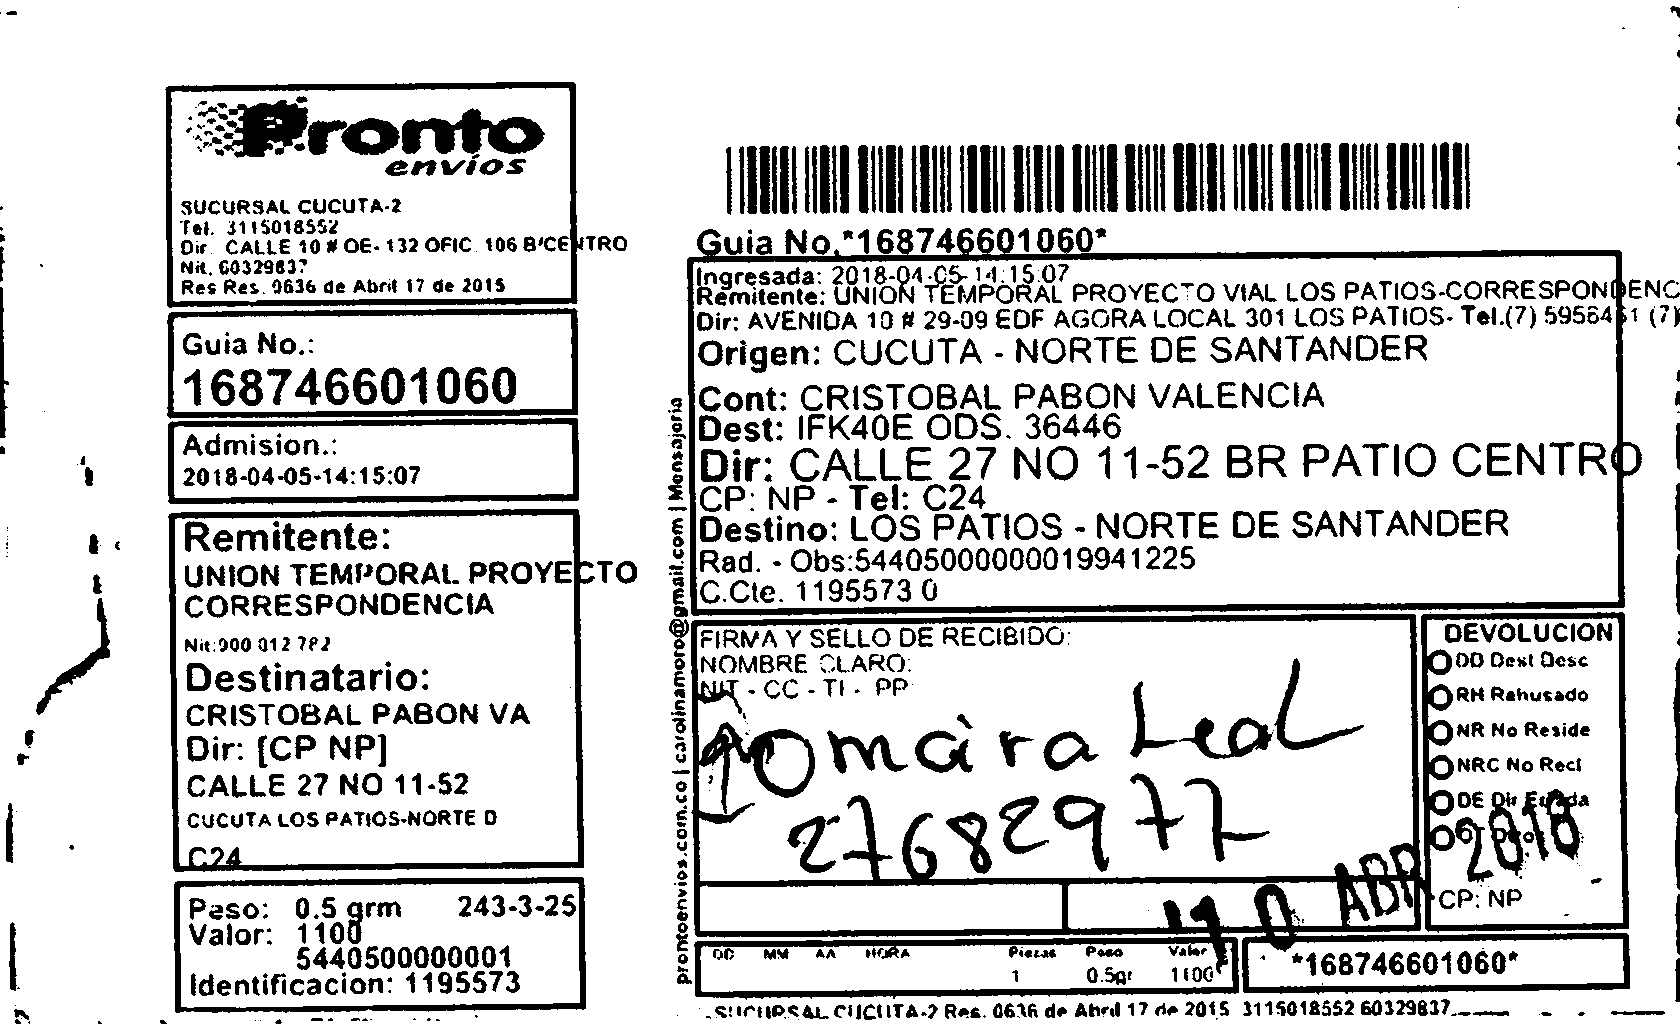 Pronto
envíos
SUCURSAL CUCUTA-2
Tel. 3115018552
Dir. CALLE 10 # OE- 132 OFIC. 106 B/CENTRO
Nit. 60329837
Res Res. 0636 de Abril 17 de 2015
Guia No.:
168746601060
Admision.:
2018-04-05-14:15:07
Remitente:
UNION TEMPORAL PROYECTO
CORRESPONDENCIA
Nit:900 012 782
Destinatario:
CRISTOBAL PABON VA
Dir: [CP NP]
CALLE 27 NO 11-52
CUCUTA LOS PATIOS-NORTE D
C24
Peso: 0.5 grm 243-3-25
Valor: 1100
5440500000001
Identificacion: 1195573
Guia No.*168746601060*
Ingresada: 2018-04-05-14:15:07
Remitente: UNION TEMPORAL PROYECTO VIAL LOS PATIOS-CORRESPONDENC
Dir: AVENIDA 10 # 29-09 EDF AGORA LOCAL 301 LOS PATIOS- Tel.(7) 5956461 (7)
Origen: CUCUTA - NORTE DE SANTANDER
Cont: CRISTOBAL PABON VALENCIA
Dest: IFK40E ODS. 36446
Dir: CALLE 27 NO 11-52 BR PATIO CENTRO
CP: NP - Tel: C24
Destino: LOS PATIOS - NORTE DE SANTANDER
Rad. - Obs:54405000000019941225
C.Cte. 1195573 0
prontoenvios.com.co | carolinamoro@gmail.com | Mensajeria
FIRMA Y SELLO DE RECIBIDO:
NOMBRE CLARO:
NIT - CC - TI - PP
Leal
27682977
10 ABR 2018
DEVOLUCION
DD Dest Desc
RH Rehusado
NR No Reside
NRC No Recl
DE Dir Errada
CP: NP
DD MM AA HORA Piezas Peso Valor
1 0.5gr 1100
*168746601060*
SUCURSAL CUCUTA-2 Res. 0636 de Abril 17 de 2015 3115018552 60329837